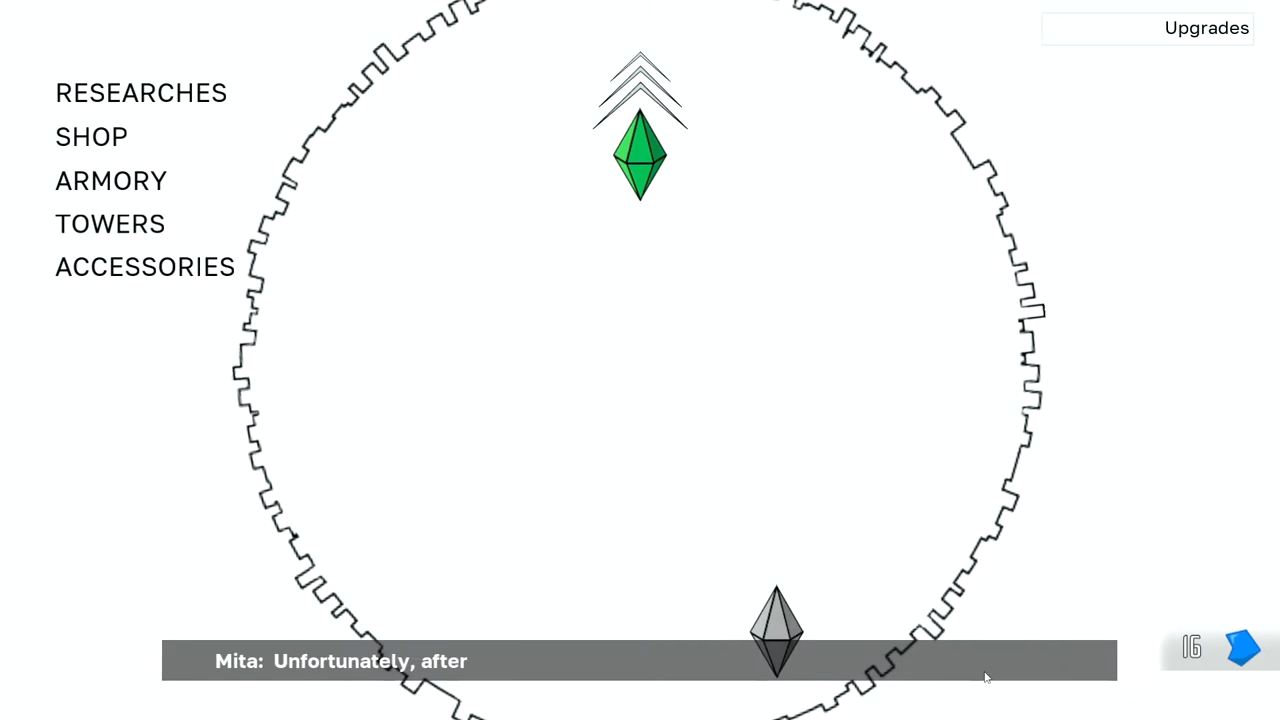 Upgrades
RESEARCHES
SHOP
ARMORY
TOWERS
ACCESSORIES
Mita: Unfortunately, after
16